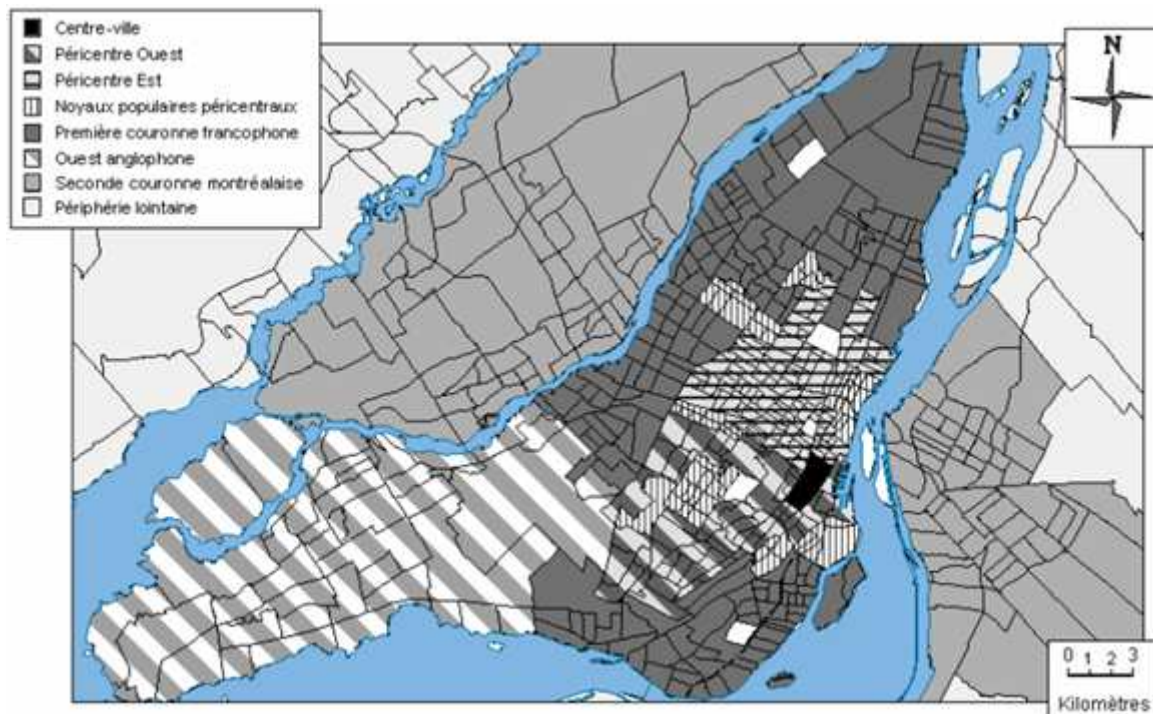 Centre-ville
Péricentre Ouest
Péricentre Est
Noyaux populaires péricentraux
Première couronne francophone
Ouest anglophone
Seconde couronne montréalaise
Périphérie lointaine
N
0 1 2 3
Kilomètres